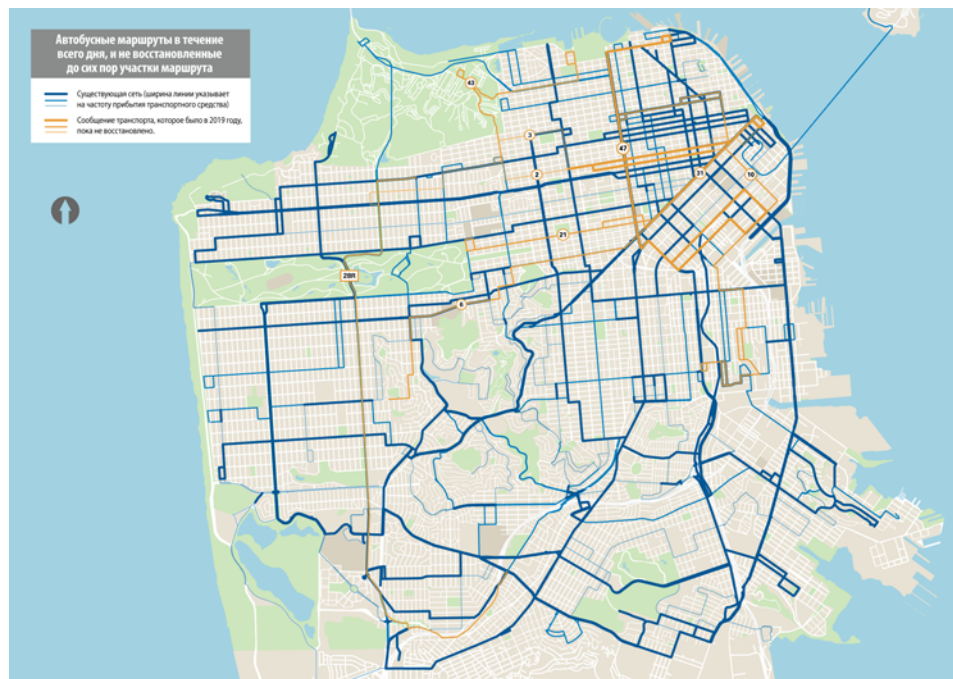 Автобусные маршруты в течение
всего дня, и не восстановленные
до сих пор участки маршрута
Существующая сеть (ширина линии указывает
на частоту прибытия транспортного средства)
Сообщение транспорта, которое было в 2019 году,
пока не восстановлено.
43
3
47
2
31
10
21
28R
6